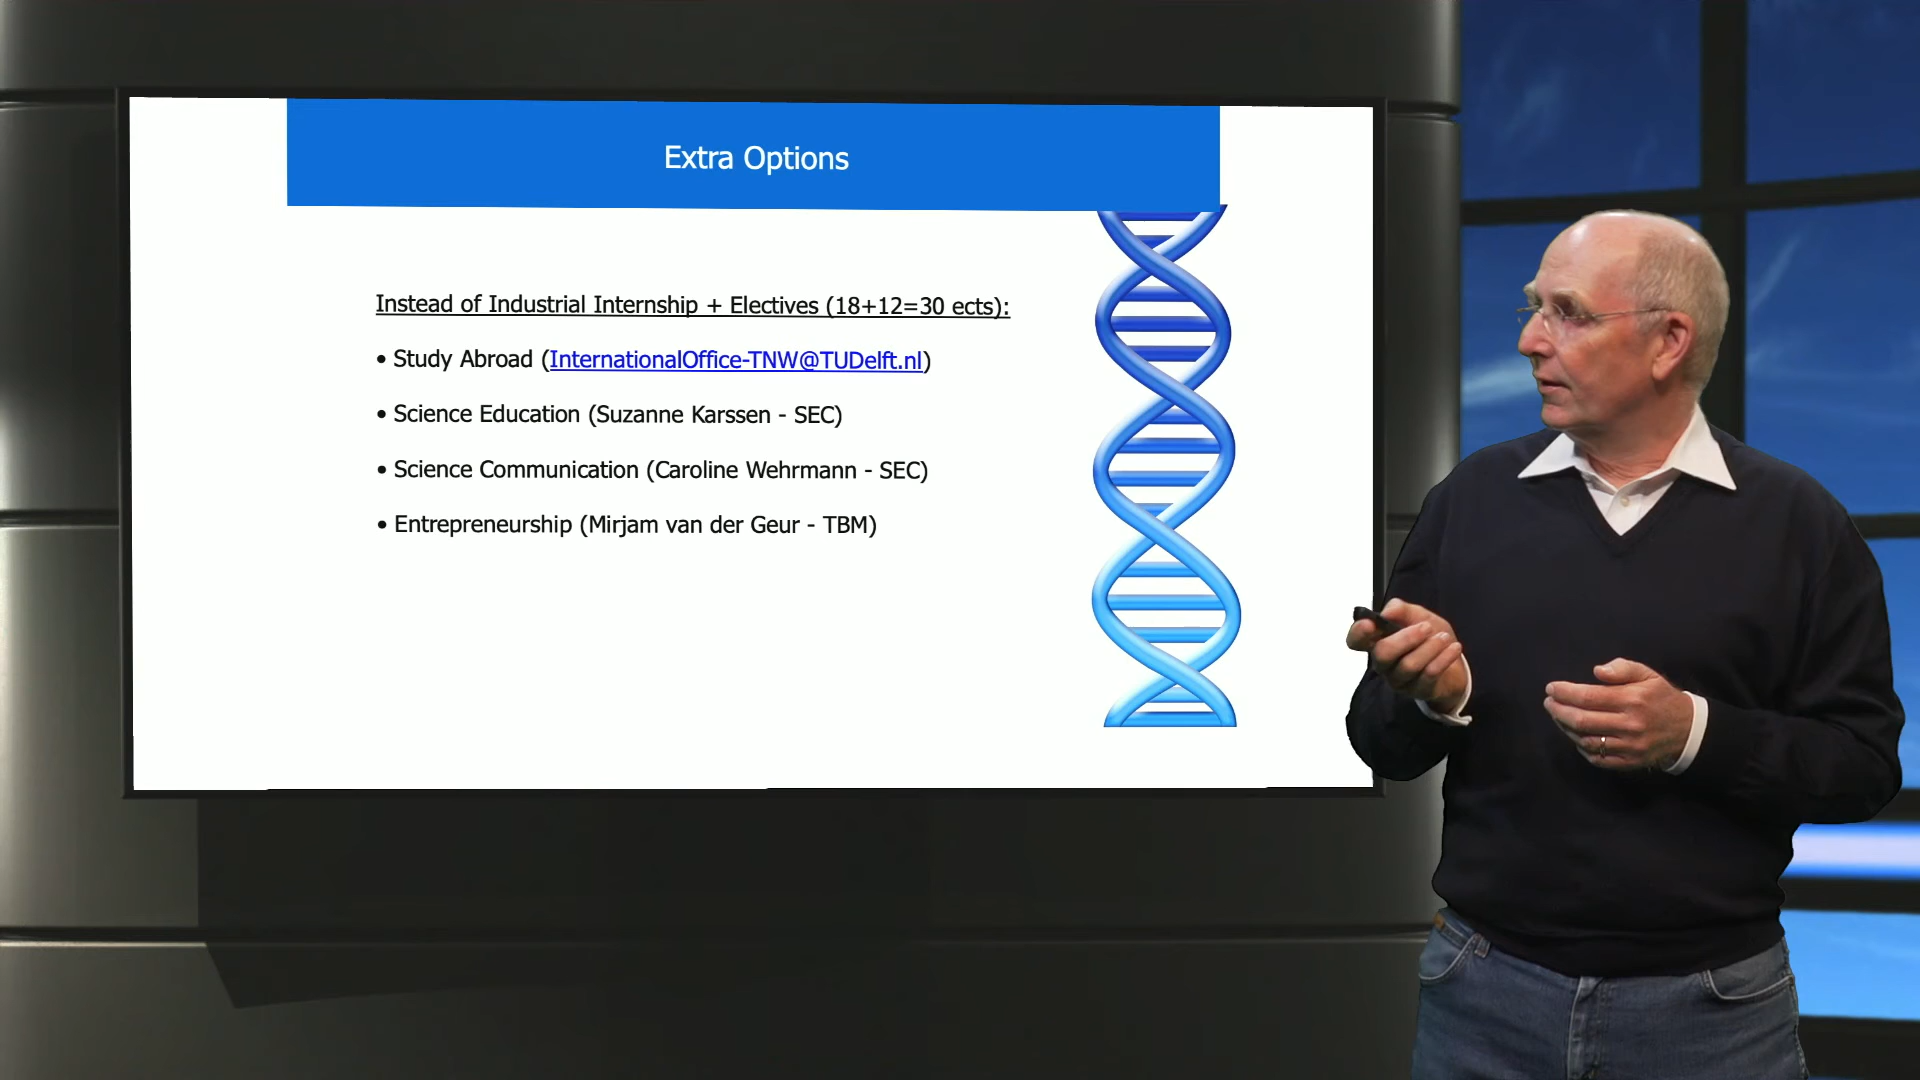 Extra Options
Instead of Industrial Internship + Electives (18+12=30 ects):
• Study Abroad (InternationalOffice-TNW@TUDelft.nl)
• Science Education (Suzanne Karssen - SEC)
• Science Communication (Caroline Wehrmann - SEC)
• Entrepreneurship (Mirjam van der Geur - TBM)